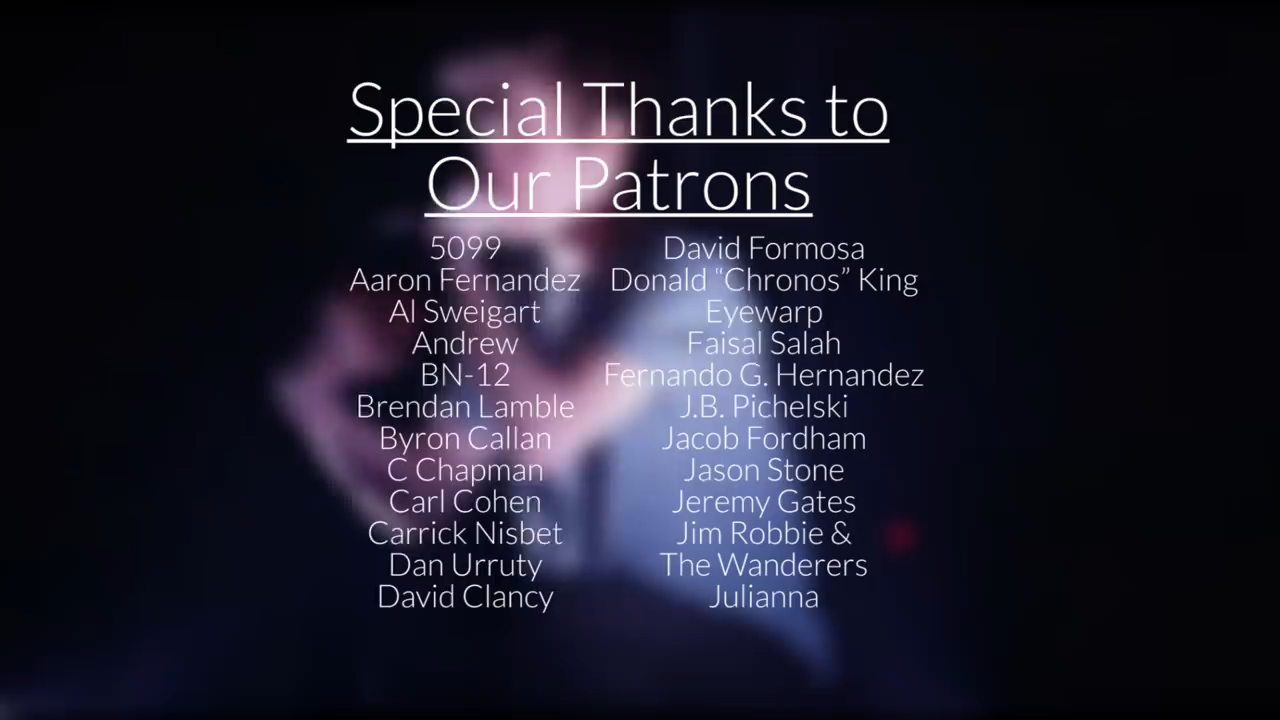 Special Thanks to
Our Patrons
5099
Aaron Fernandez
Al Sweigart
Andrew
BN-12
Brendan Lamble
Byron Callan
C Chapman
Carl Cohen
Carrick Nisbet
Dan Urruty
David Clancy
David Formosa
Donald “Chronos” King
Eyewarp
Faisal Salah
Fernando G. Hernandez
J.B. Pichelski
Jacob Fordham
Jason Stone
Jeremy Gates
Jim Robbie &
The Wanderers
Julianna